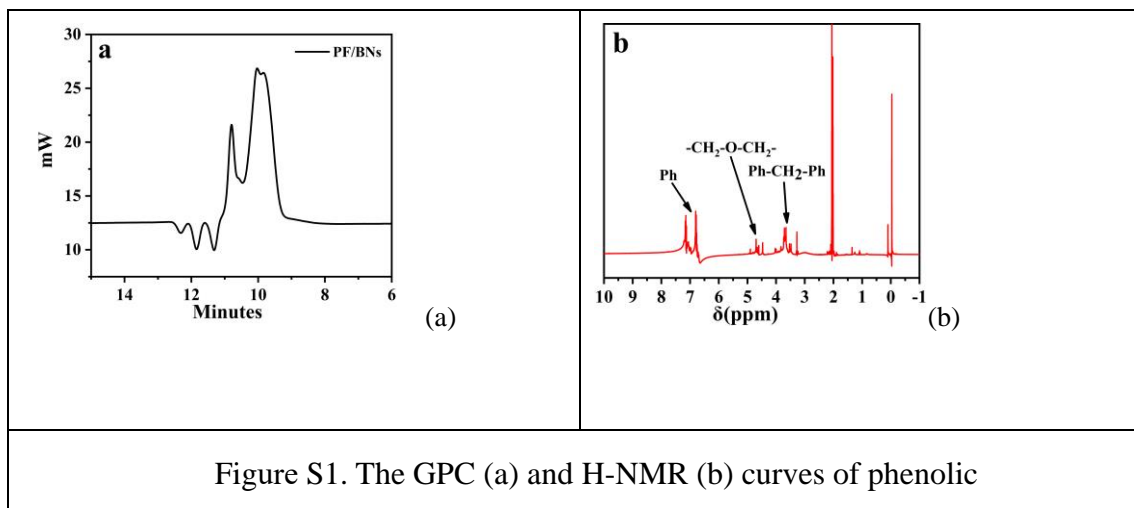 a
PF/BNs
30
25
20
15
10
mW
14 12 10 8 6
Minutes
(a)
b
-CH₂-O-CH₂-
Ph-CH2-Ph
Ph
10 9 8 7 6 5 4 3 2 1 0 -1
δ(ppm)
(b)
Figure S1. The GPC (a) and H-NMR (b) curves of phenolic